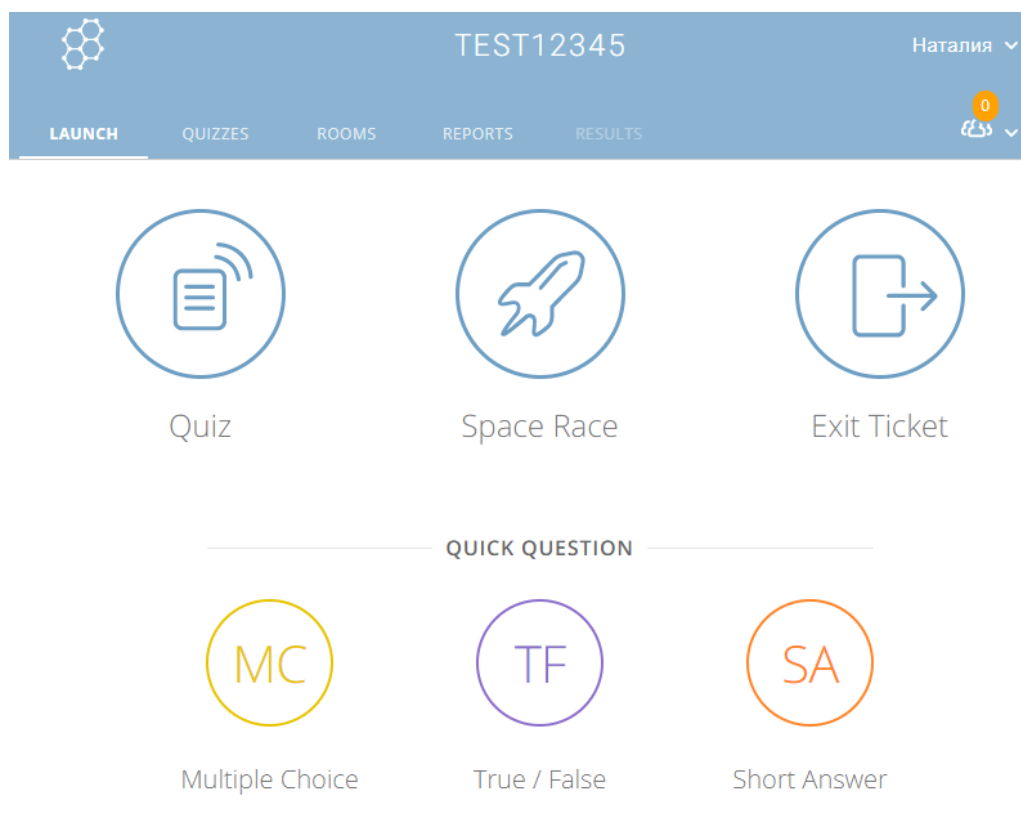 TEST12345
Наталия
0
LAUNCH QUIZZES ROOMS REPORTS RESULTS
Quiz Space Race Exit Ticket
QUICK QUESTION
MC TF SA
Multiple Choice True / False Short Answer